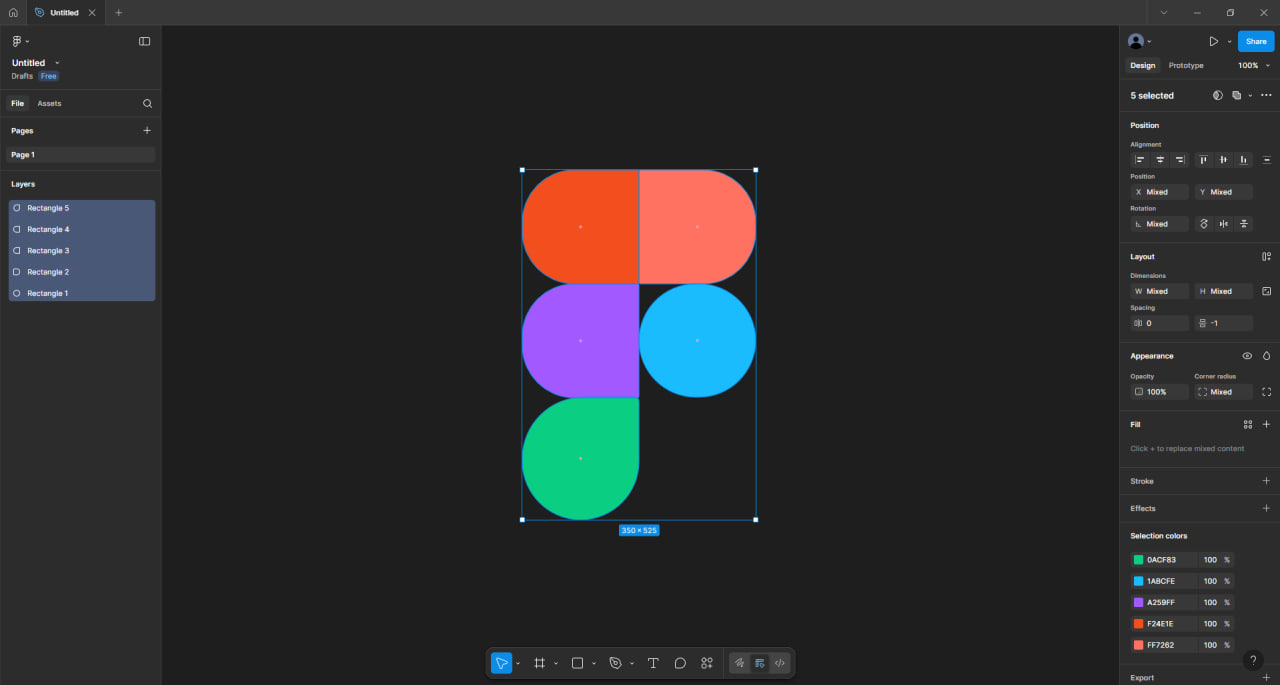 Untitled
Untitled
Drafts Free
File Assets
Pages
Page 1
Layers
Rectangle 5
Rectangle 4
Rectangle 3
Rectangle 2
Rectangle 1
350 × 525
Share
Design Prototype 100%
5 selected
Position
Alignment
Position
X Mixed Y Mixed
Rotation
Mixed
Layout
Dimensions
W Mixed H Mixed
Spacing
0 -1
Appearance
Opacity Corner radius
100% Mixed
Fill
Click + to replace mixed content
Stroke
Effects
Selection colors
0ACF83 100 %
1ABCFE 100 %
A259FF 100 %
F24E1E 100 %
FF7262 100 %
?
Export